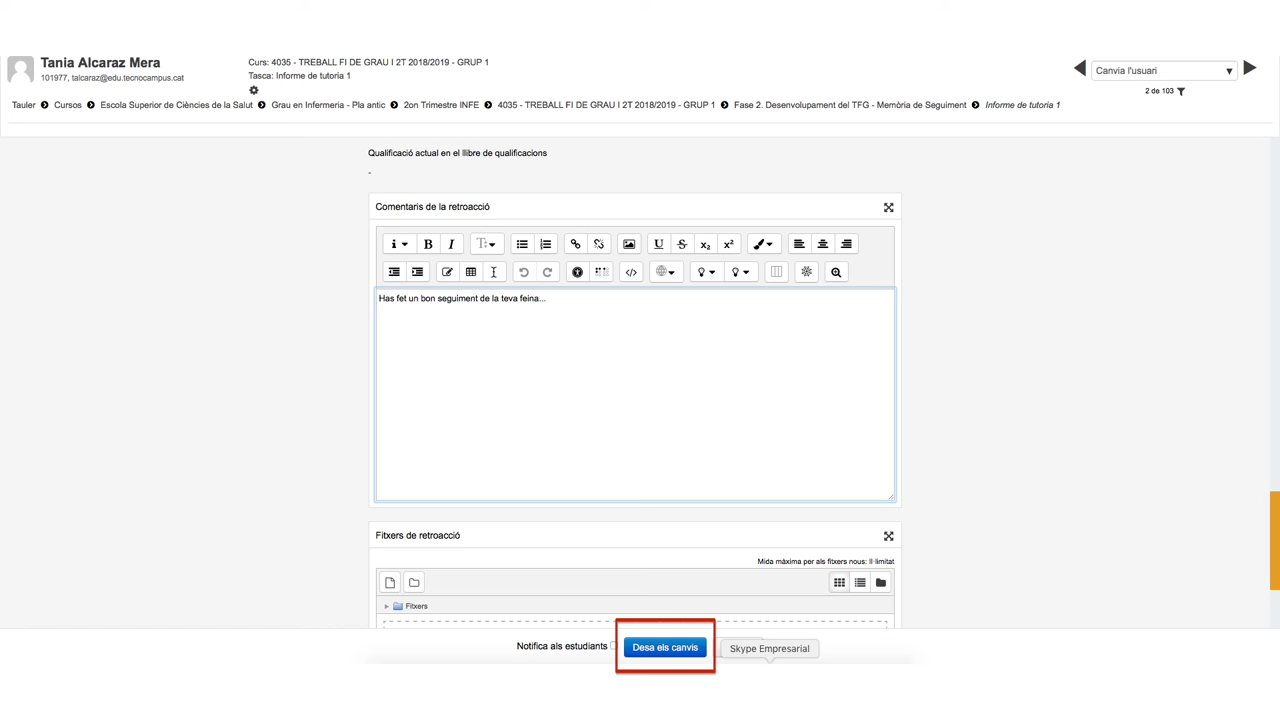 Tania Alcaraz Mera
101977, talcaraz@edu.tecnocampus.cat
Curs: 4035 - TREBALL FI DE GRAU I 2T 2018/2019 - GRUP 1
Tasca: Informe de tutoria 1
Canvia l'usuari
2 de 103
Tauler Cursos Escola Superior de Ciències de la Salut Grau en Infermeria - Pla antic 2on Trimestre INFE 4035 - TREBALL FI DE GRAU I 2T 2018/2019 - GRUP 1 Fase 2. Desenvolupament del TFG - Memòria de Seguiment Informe de tutoria 1
Qualificació actual en el llibre de qualificacions
-
Comentaris de la retroacció
Has fet un bon seguiment de la teva feina...
Fitxers de retroacció
Mida màxima per als fitxers nous: Il·limitat
Fitxers
Notifica als estudiants Desa els canvis Skype Empresarial